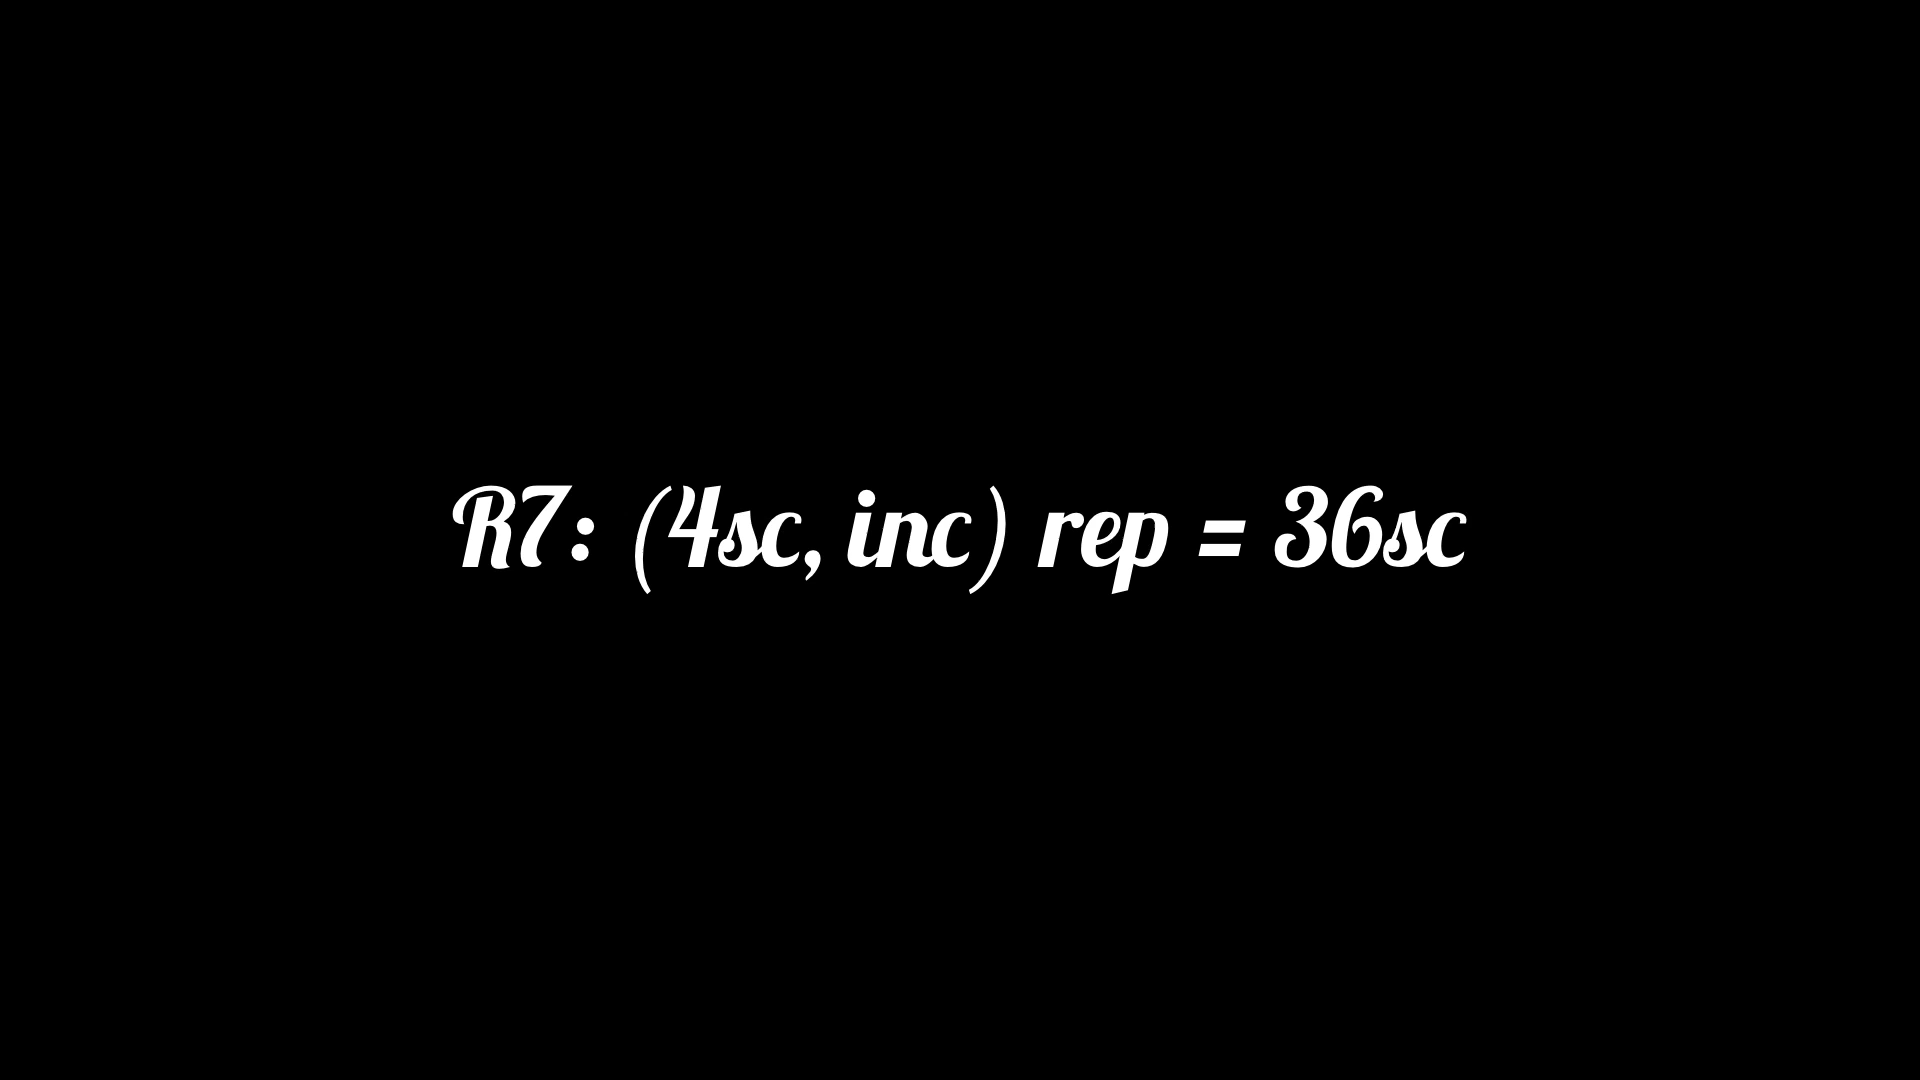 R7: (4sc, inc) rep = 36sc